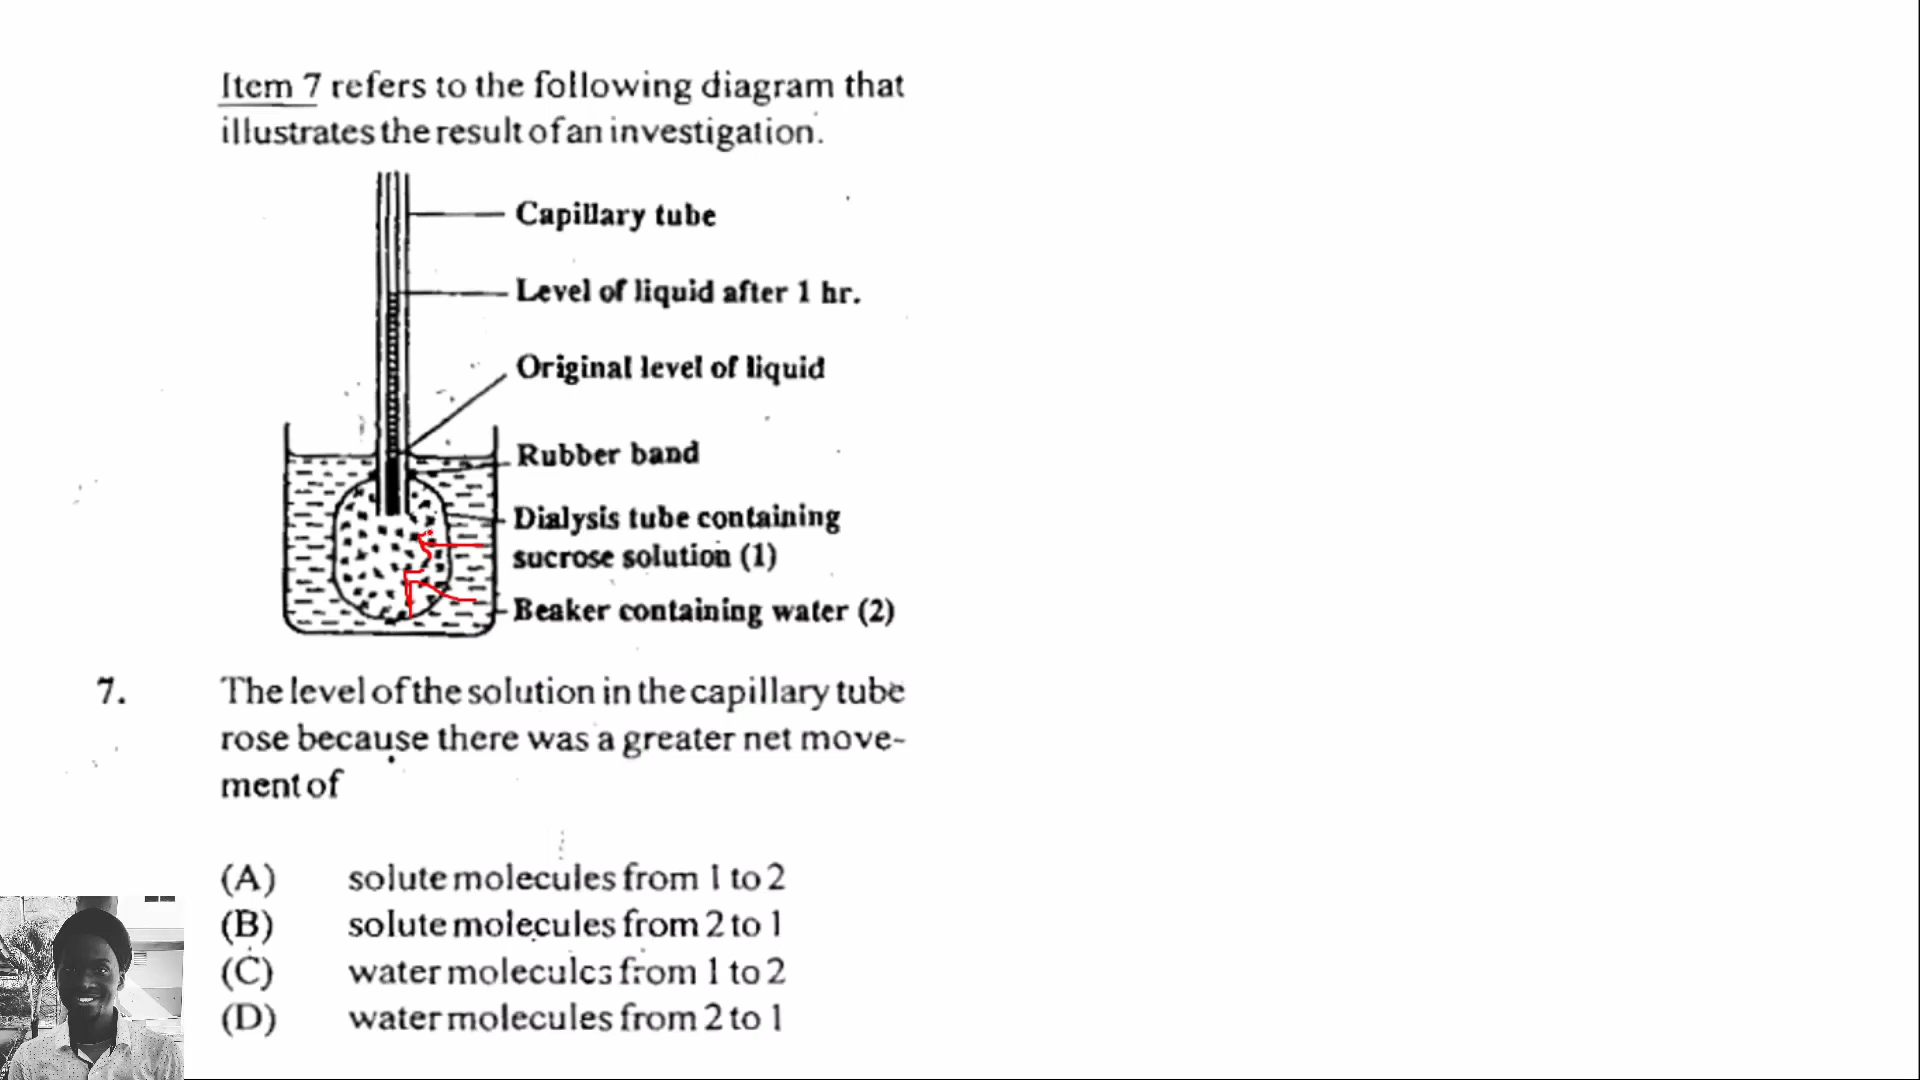 Item 7 refers to the following diagram that
illustrates the result of an investigation.
Capillary tube
Level of liquid after 1 hr.
Original level of liquid
Rubber band
Dialysis tube containing
sucrose solution (1)
Beaker containing water (2)
7. The level of the solution in the capillary tube
rose because there was a greater net move-
ment of
(A) solute molecules from 1 to 2
(B) solute molecules from 2 to 1
(C) water molecules from 1 to 2
(D) water molecules from 2 to 1